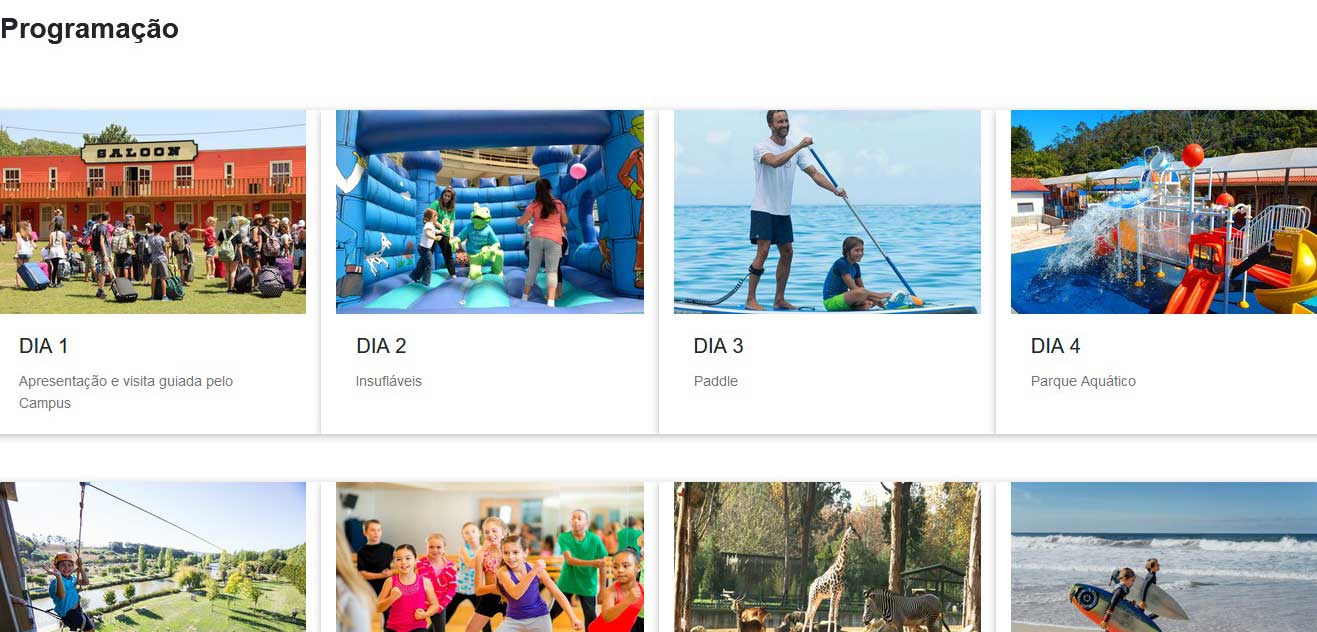 Programação
SALOON
DIA 1
Apresentação e visita guiada pelo
Campus
DIA 2
Insufláveis
DIA 3
Paddle
DIA 4
Parque Aquático